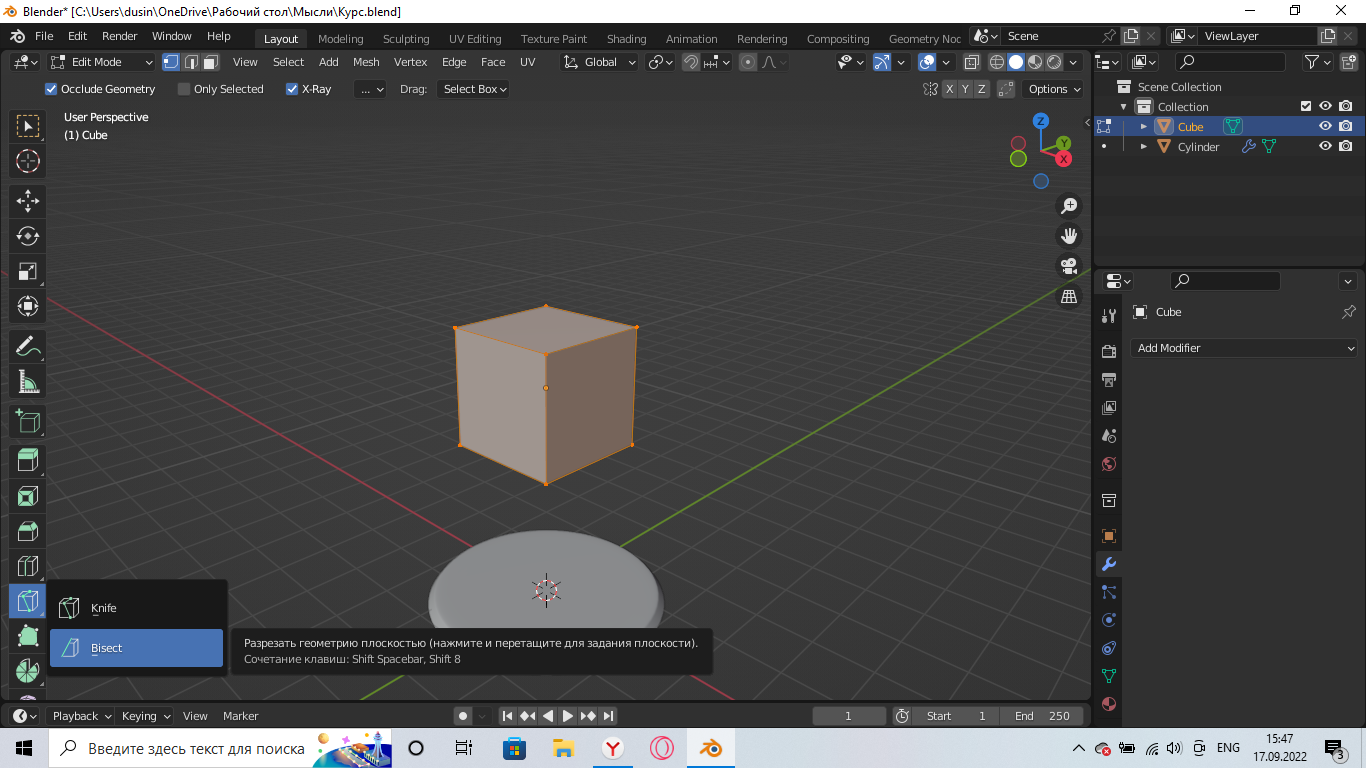 Blender* [C:\Users\dusin\OneDrive\Рабочий стол\Мысли\Курс.blend]
File Edit Render Window Help Layout Modeling Sculpting UV Editing Texture Paint Shading Animation Rendering Compositing Geometry Noc Scene ViewLayer
Edit Mode View Select Add Mesh Vertex Edge Face UV Global
Occlude Geometry Only Selected X-Ray ... Drag: Select Box X Y Z Options
Scene Collection
Collection
Cube
Cylinder
User Perspective
(1) Cube
Z
Y
X
Cube
Add Modifier
Knife
Bisect
Разрезать геометрию плоскостью (нажмите и перетащите для задания плоскости).
Сочетание клавиш: Shift Spacebar, Shift 8
Playback Keying View Marker 1 Start 1 End 250
Введите здесь текст для поиска
ENG
15:47
17.09.2022
3